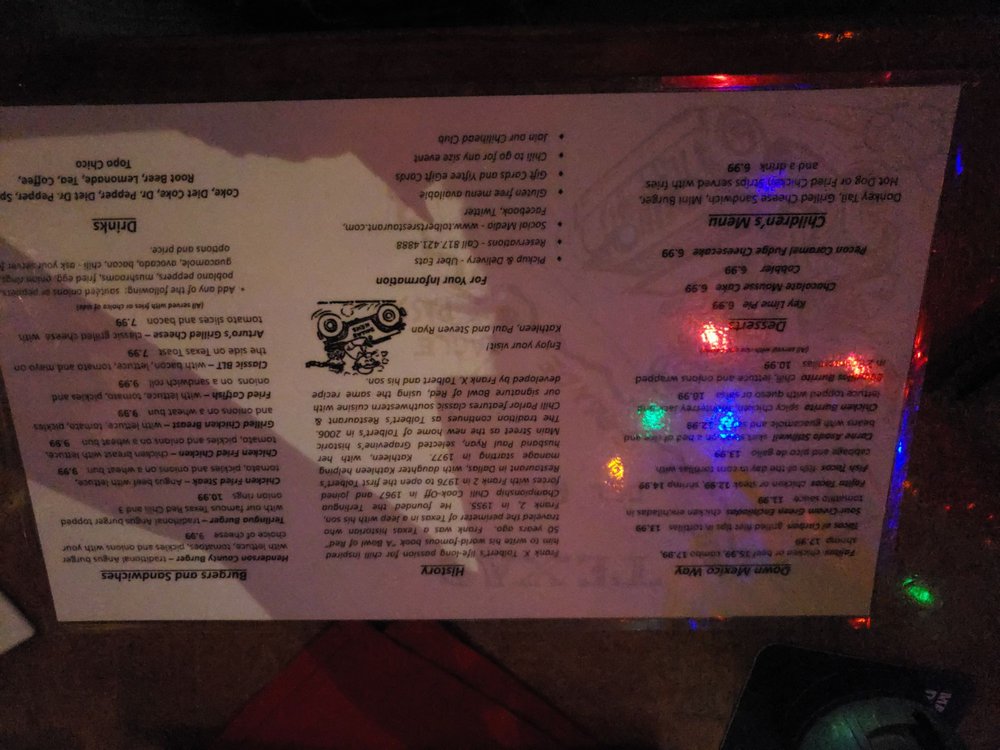 Down Mexico Way
Fajitas chicken or beef 15.99, combo 17.99,
shrimp
Tacos al Carbon grilled tips in tortillas 13.99
Sour Cream Green Enchiladas chicken enchiladas in
tomatillo sauce 11.99
Fajita Tacos chicken or steak 12.99, shrimp 14.99
Fish Tacos fish of the day in corn tortillas with
cabbage and pico de gallo 13.99
Carne Asada Stillwell skirt steak on a bed of rice and
beans with guacamole and
Chicken Burrito spicy chicken, Monterrey
lettuce topped with queso or salsa 10.99
Burrito chili, lettuce and onions wrapped
in 10.99
(All served with
Desserts
Key Lime Pie 6.99
Chocolate Mousse Cake
Cobbler 6.99
Pecan Caramel Fudge Cheesecake
6.99
Children's Menu
Donkey Tail, Grilled Cheese Sandwich, Mini Burger,
Hot Dog or Fried Chicken Strips served with fries
and a drink 6.99
History
Frank X. Tolbert's life-long passion for chili inspired
him to write his world-famous book "A Bowl of Red,"
50 years ago. Frank was a Texas historian who
traveled the perimeter of Texas in a Jeep with his son,
Frank 2, in 1955. He founded the Terlingua
Championship Chili Cook-Off in 1967 and joined
forces with Frank 2 in 1976 to open the first Tolbert's
Restaurant in Dallas, with daughter Kathleen helping
manage starting in 1977. Kathleen, with her
husband Paul Ryan, selected Grapevine's historic
Main Street as the new home of Tolbert's in 2006.
The tradition continues as Tolbert's Restaurant &
Chili Parlor features classic southwestern cuisine with
our signature Bowl of Red, using the same recipe
developed by Frank X. Tolbert and his son.
Enjoy your visit!
Kathleen, Paul and Steven Ryan
For Your Information
• Pickup & Delivery - Uber Eats
• Reservations - Call 817.421.4888
• Social - Media - www.tolbertsrestaurant.com,
Facebook, Twitter
• Gluten free menu available
• Gift Cards and Yiftee eGift Cards
• Chili to go for any size event
• Join our Chilihead Club
Burgers and Sandwiches
Henderson County Burger – traditional Angus burger
with lettuce, tomatoes, pickles and onions with your
choice of cheese 9.99
Terlingua Burger – traditional Angus burger topped
with our famous Texas Red Chili and 3
onion rings 10.99
Chicken Fried Steak – Angus beef with lettuce,
tomato, pickles and onions on a wheat bun 9.99
Chicken Fried Chicken – chicken breast with lettuce,
tomato, pickles and onions on a wheat bun 9.99
Grilled Chicken Breast – with lettuce, tomato, pickles
and onions on a wheat bun 9.99
Fried Catfish – with lettuce, tomato, pickles and
onions on a sandwich roll 9.99
Classic BLT – with bacon, lettuce, tomato and mayo on
the side on Texas Toast 7.99
Arturo's Grilled Cheese – classic grilled cheese with
tomato slices and bacon 7.99
(All served with fries or choice of side)
• Add any of the following: sautéed onions or peppers,
poblano peppers, mushrooms, fried egg, onion rings,
guacamole, avocado, bacon, chili - ask your server for
options and price.
Drinks
Coke, Diet Coke, Dr. Pepper, Diet Dr Pepper, Sp
Root Beer, Lemonade, Tea, Coffee,
Topo Chico